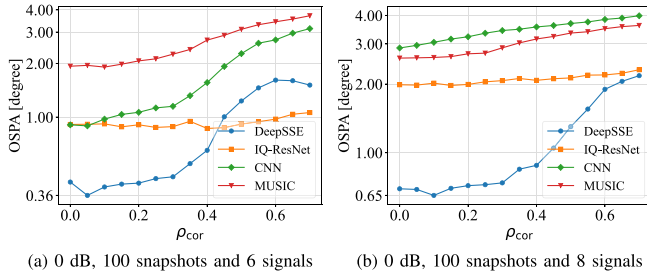 4.00
3.00
2.00
1.00
0.36
OSPA [degree]
DeepSSE
IQ-ResNet
CNN
MUSIC
0.0 0.2 0.4 0.6
ρcor
(a) 0 dB, 100 snapshots and 6 signals
4.00
3.00
2.00
1.00
0.65
OSPA [degree]
DeepSSE
IQ-ResNet
CNN
MUSIC
0.0 0.2 0.4 0.6
ρcor
(b) 0 dB, 100 snapshots and 8 signals